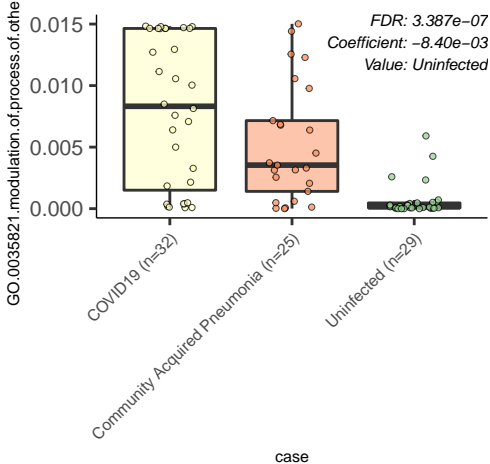 GO.0035821.modulation.of.process.of.othe
0.015
0.010
0.005
0.000
FDR: 3.387e−07
Coefficient: −8.40e−03
Value: Uninfected
COVID19 (n=32)
Community Acquired Pneumonia (n=25)
Uninfected (n=29)
case